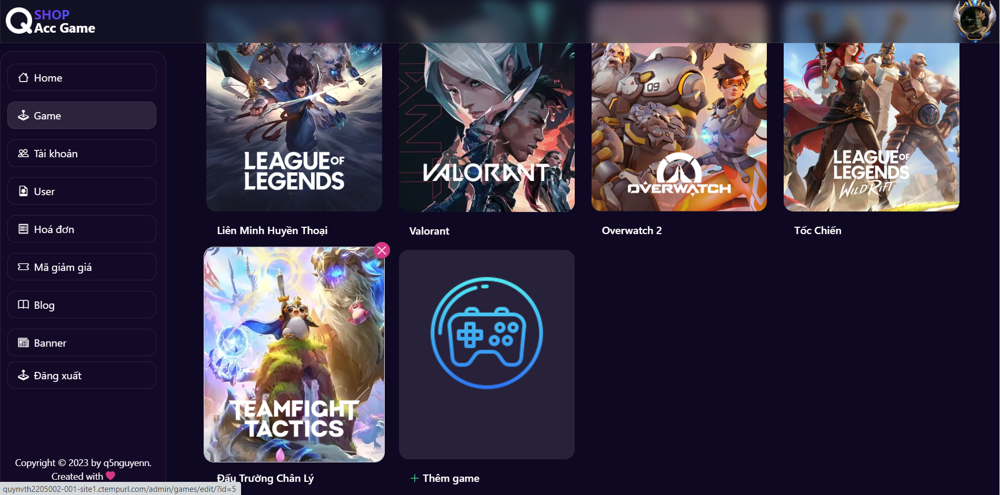 SHOP
Acc Game
Home
Game
Tài khoản
User
Hoá đơn
Mã giảm giá
Blog
Banner
Đăng xuất
Copyright © 2023 by q5nguyenn.
Created with
LEAGUE OF
LEGENDS
Liên Minh Huyền Thoại
VALORANT
Valorant
09
OVERWATCH
Overwatch 2
LEAGUE OF
LEGENDS
WILD RIFT
Tốc Chiến
TEAMFIGHT
TACTICS
Đấu Trường Chân Lý
Thêm game
quynvth2205002-001-site1.ctempurl.com/admin/games/edit/?id=5